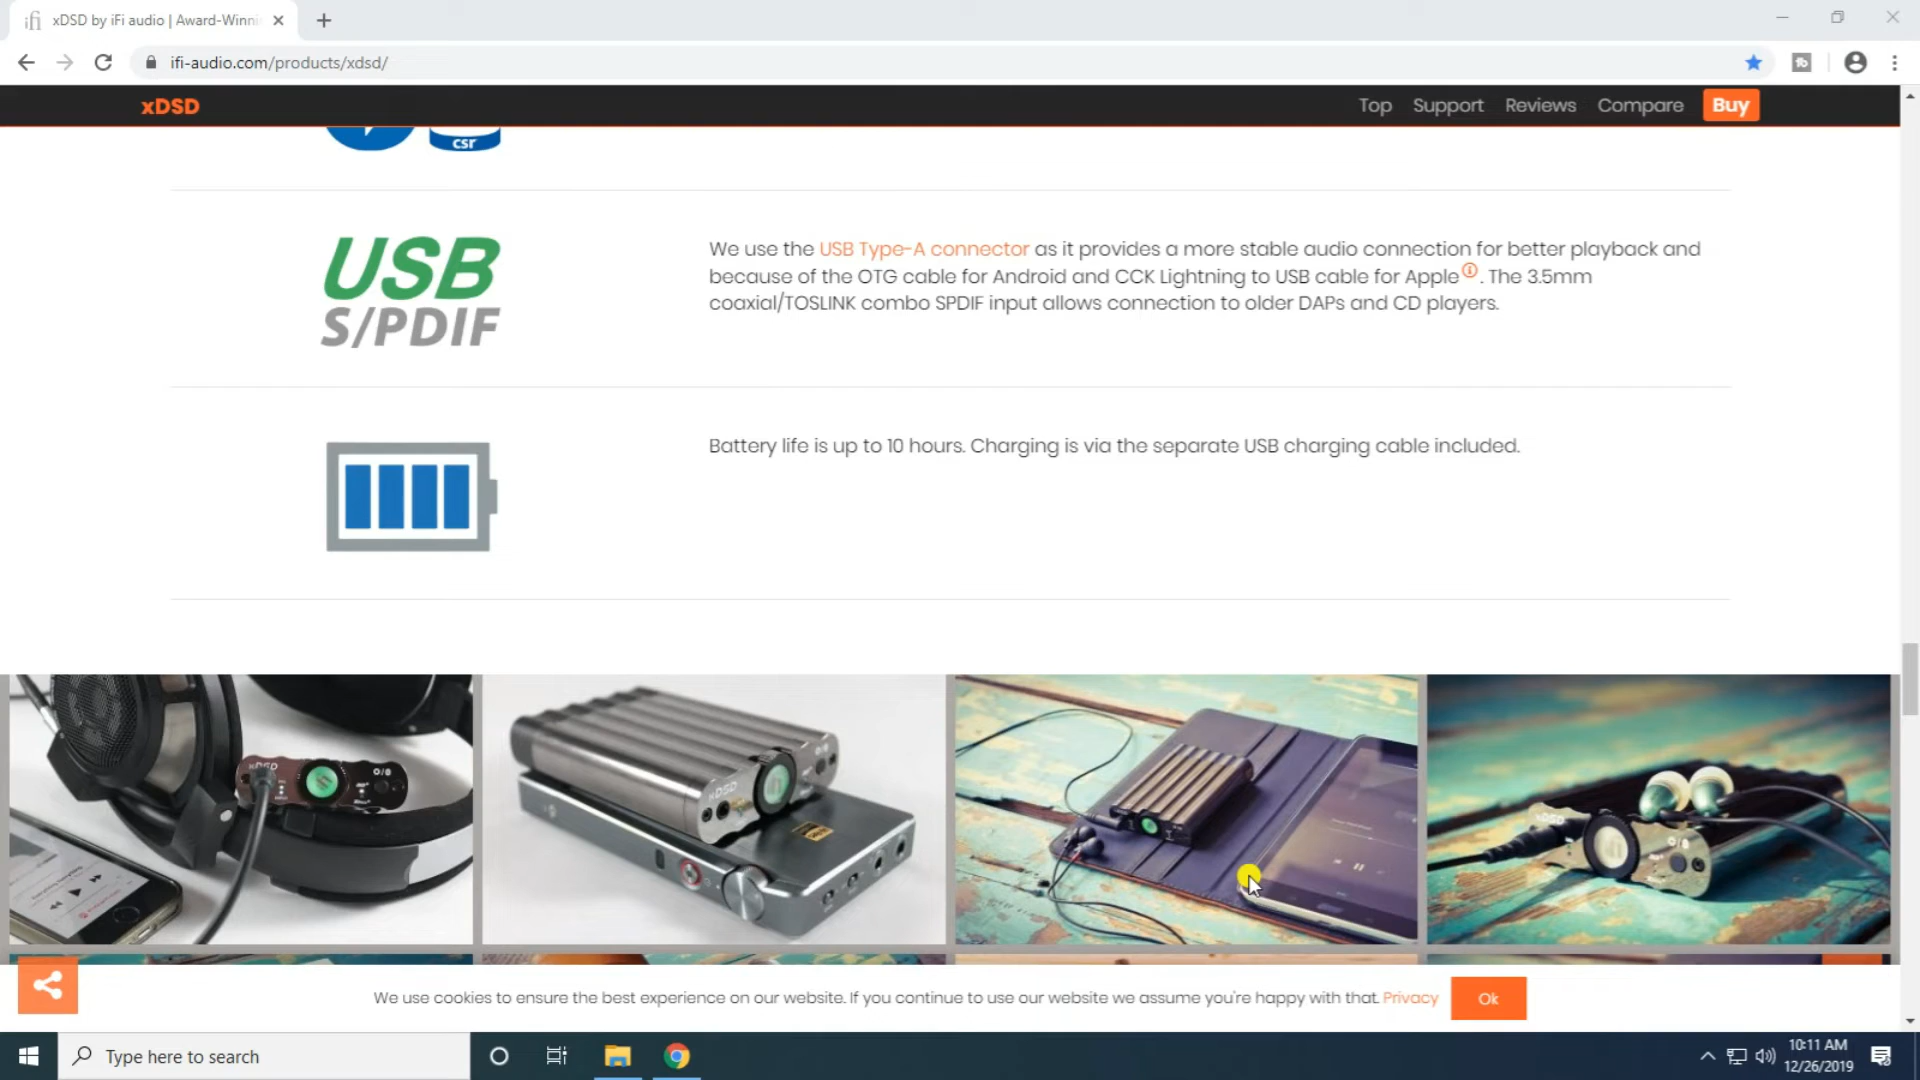 xDSD by iFi audio | Award-Winni
ifi-audio.com/products/xdsd/
xDSD
Top Support Reviews Compare Buy
csr
USB
S/PDIF
We use the USB Type-A connector as it provides a more stable audio connection for better playback and
because of the OTG cable for Android and CCK Lightning to USB cable for Apple. The 3.5mm
coaxial/TOSLINK combo SPDIF input allows connection to older DAPs and CD players.
Battery life is up to 10 hours. Charging is via the separate USB charging cable included.
xDSD
xDSD
xDSD
We use cookies to ensure the best experience on our website. If you continue to use our website we assume you're happy with that. Privacy
Ok
Type here to search
10:11 AM
12/26/2019